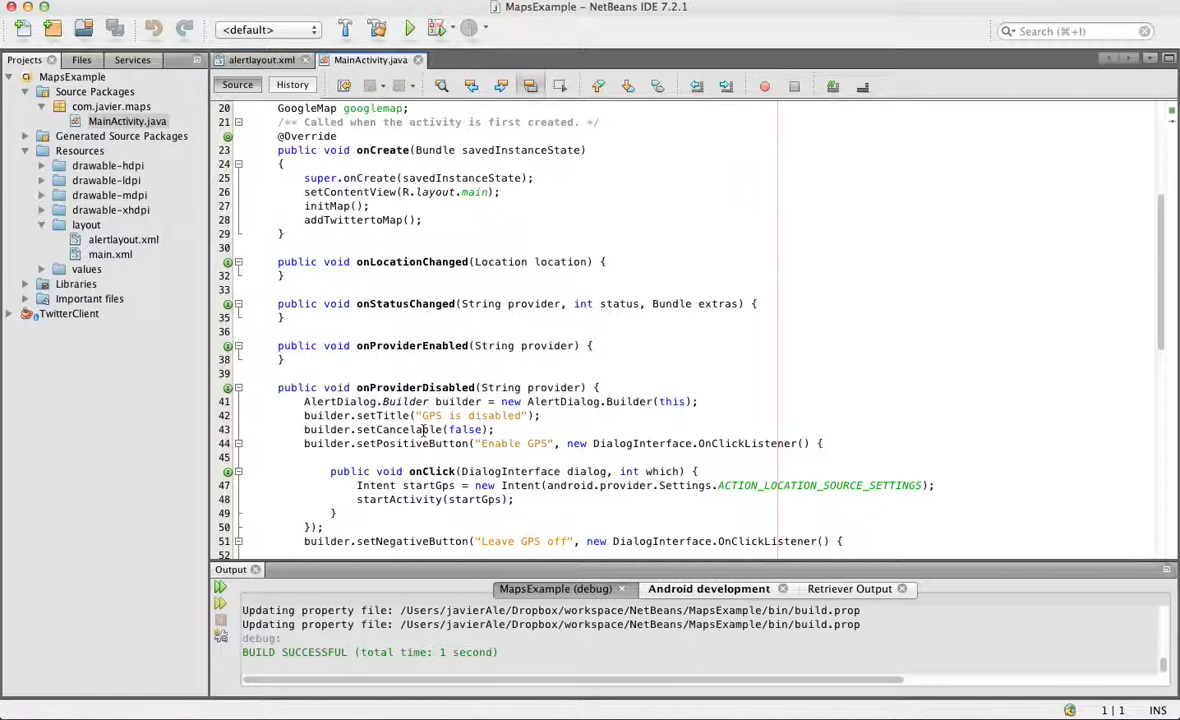 MapsExample - NetBeans IDE 7.2.1
<default>
Search (⌘+I)
Projects
Files
Services
alertlayout.xml
MainActivity.java
MapsExample
Source Packages
com.javier.maps
MainActivity.java
Generated Source Packages
Resources
drawable-hdpi
drawable-ldpi
drawable-mdpi
drawable-xhdpi
layout
alertlayout.xml
main.xml
values
Libraries
Important files
TwitterClient
Source
History
20 GoogleMap googlemap;
21 /** Called when the activity is first created. */
@Override
23 public void onCreate(Bundle savedInstanceState)
24 {
25 super.onCreate(savedInstanceState);
26 setContentView(R.layout.main);
27 initMap();
28 addTwittertoMap();
29 }
30
public void onLocationChanged(Location location) {
32 }
33
public void onStatusChanged(String provider, int status, Bundle extras) {
35 }
36
public void onProviderEnabled(String provider) {
38 }
39
public void onProviderDisabled(String provider) {
41 AlertDialog.Builder builder = new AlertDialog.Builder(this);
42 builder.setTitle("GPS is disabled");
43 builder.setCancelable(false);
44 builder.setPositiveButton("Enable GPS", new DialogInterface.OnClickListener() {
45
public void onClick(DialogInterface dialog, int which) {
47 Intent startGps = new Intent(android.provider.Settings.ACTION_LOCATION_SOURCE_SETTINGS);
48 startActivity(startGps);
49 }
50 });
51 builder.setNegativeButton("Leave GPS off", new DialogInterface.OnClickListener() {
52
Output
MapsExample (debug)
Android development
Retriever Output
Updating property file: /Users/javierAle/Dropbox/workspace/NetBeans/MapsExample/bin/build.prop
Updating property file: /Users/javierAle/Dropbox/workspace/NetBeans/MapsExample/bin/build.prop
debug:
BUILD SUCCESSFUL (total time: 1 second)
1 | 1
INS